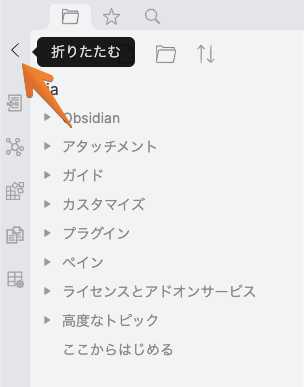 折りたたむ
ia
Obsidian
アタッチメント
ガイド
カスタマイズ
プラグイン
ペイン
ライセンスとアドオンサービス
高度なトピック
ここからはじめる